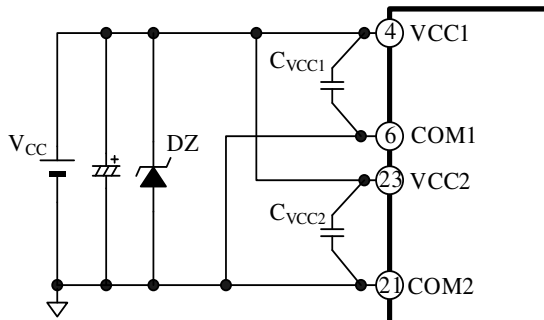 4 VCC1
CVCC1
VCC
DZ
6 COM1
23 VCC2
CVCC2
21 COM2